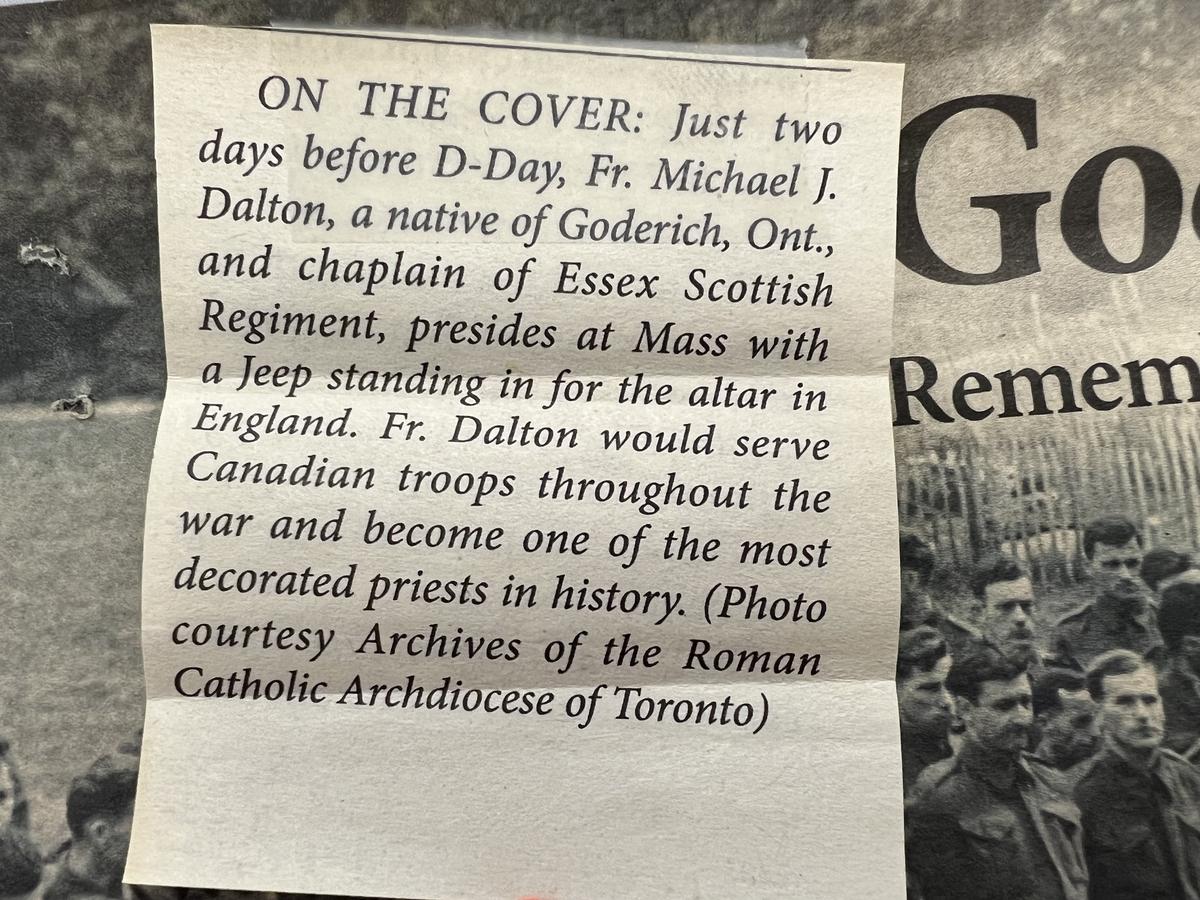 ON THE COVER: Just two
days before D-Day, Fr. Michael J.
Dalton, a native of Goderich, Ont.,
and chaplain of Essex Scottish
Regiment, presides at Mass with
a Jeep standing in for the altar in
England. Fr. Dalton would serve
Canadian troops throughout the
war and become one of the most
decorated priests in history. (Photo
courtesy Archives of the Roman
Catholic Archdiocese of Toronto)